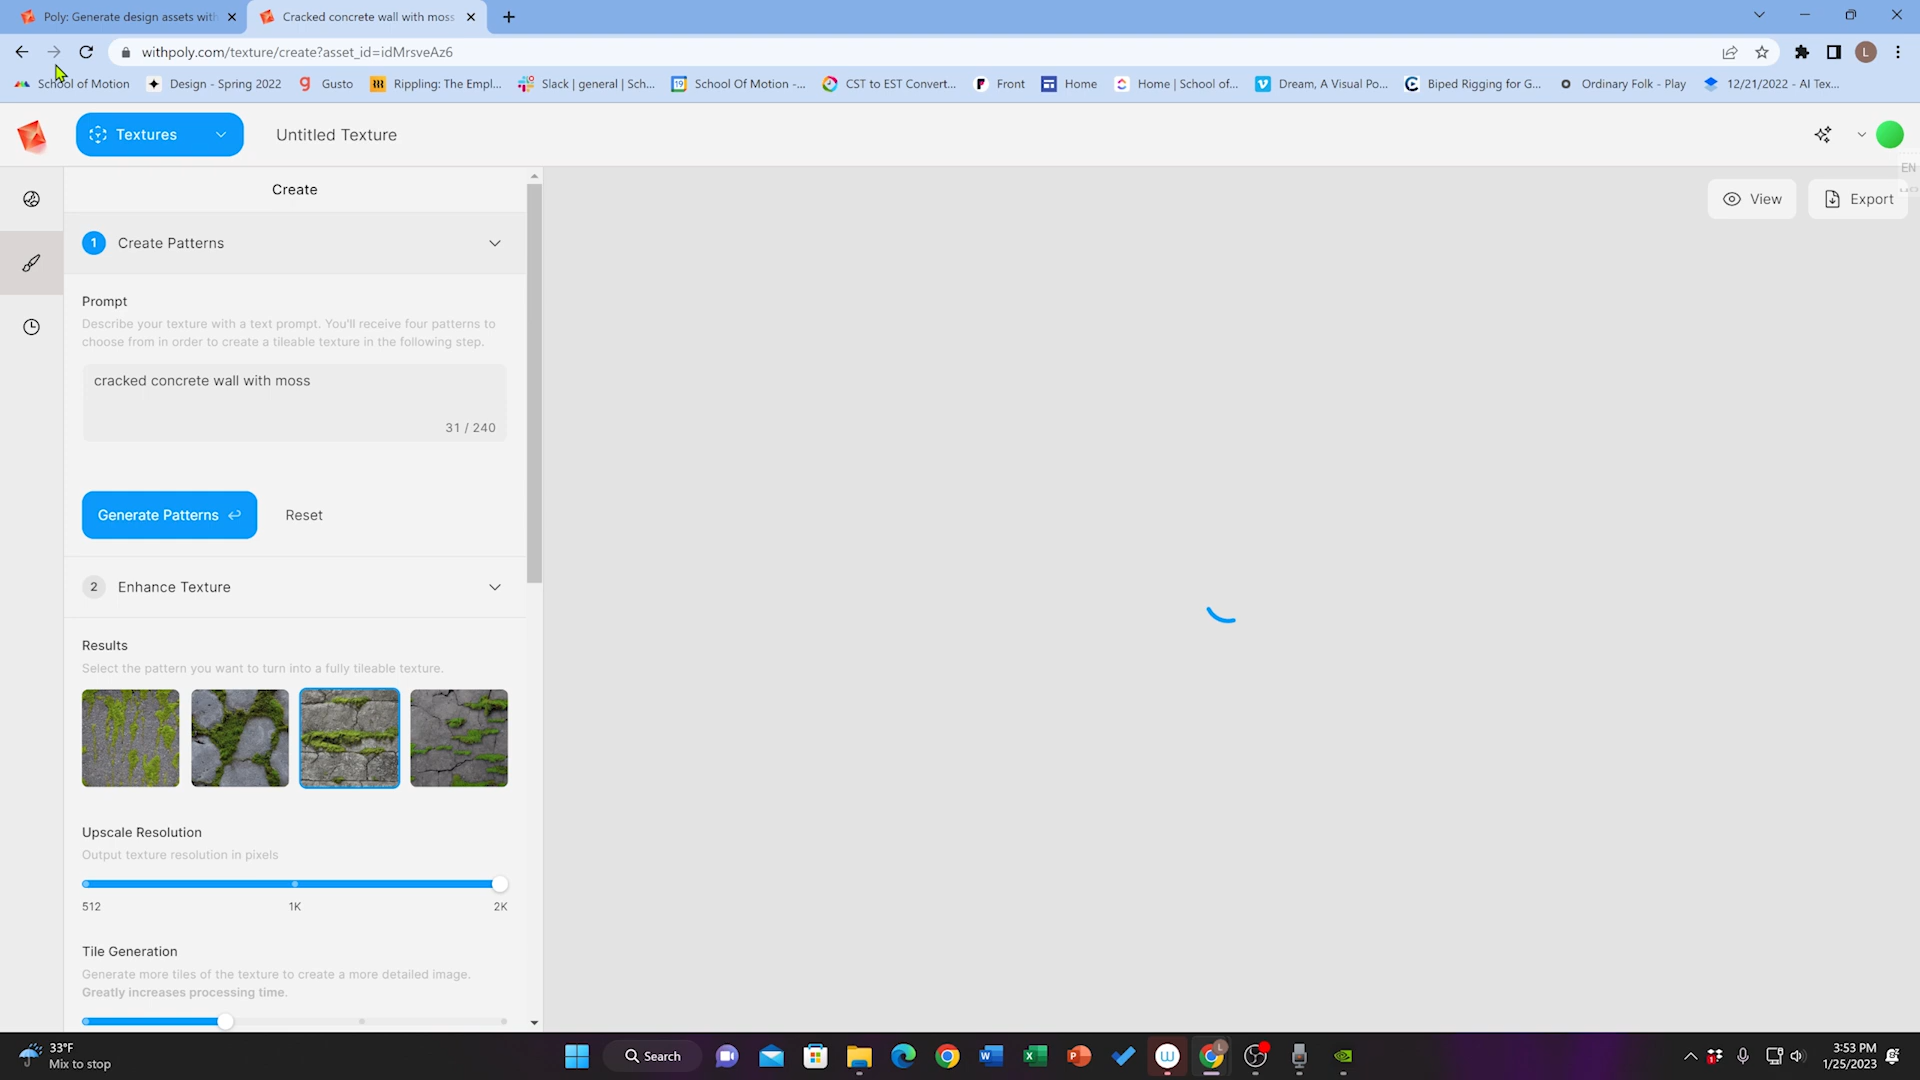 Poly: Generate design assets with
Cracked concrete wall with moss
withpoly.com/texture/create?asset_id=idMrsveAz6
L
School of Motion
Design - Spring 2022
Gusto
Rippling: The Empl...
Slack | general | Sch...
School Of Motion -...
CST to EST Convert...
Front
Home
Home | School of...
Dream, A Visual Po...
Biped Rigging for G...
Ordinary Folk - Play
12/21/2022 - AI Tex...
Textures
Untitled Texture
EN
Create
View
Export
1
Create Patterns
Prompt
Describe your texture with a text prompt. You'll receive four patterns to
choose from in order to create a tileable texture in the following step.
cracked concrete wall with moss
31 / 240
Generate Patterns
Reset
2
Enhance Texture
Results
Select the pattern you want to turn into a fully tileable texture.
Upscale Resolution
Output texture resolution in pixels
512
1K
2K
Tile Generation
Generate more tiles of the texture to create a more detailed image.
Greatly increases processing time.
33°F
Mix to stop
Search
3:53 PM
1/25/2023